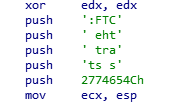 xor edx, edx
push ':FTC'
push ' eht'
push ' tra'
push 'ts s'
push 2774654Ch
mov ecx, esp